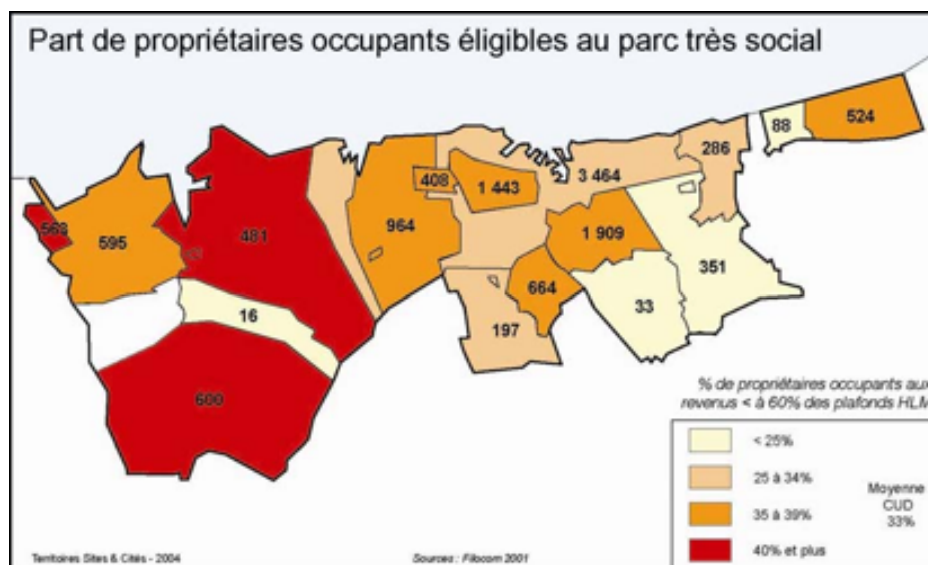 Part de propriétaires occupants éligibles au parc très social
88
524
286
3 464
408
1 443
563
595
481
964
1 909
351
664
16
33
197
600
% de propriétaires occupants aux
revenus < à 60% des plafonds HLM
< 25%
25 à 34%
35 à 39%
40% et plus
Moyenne
CUD
33%
Territoires Sites & Cités - 2004
Sources : Filocom 2001